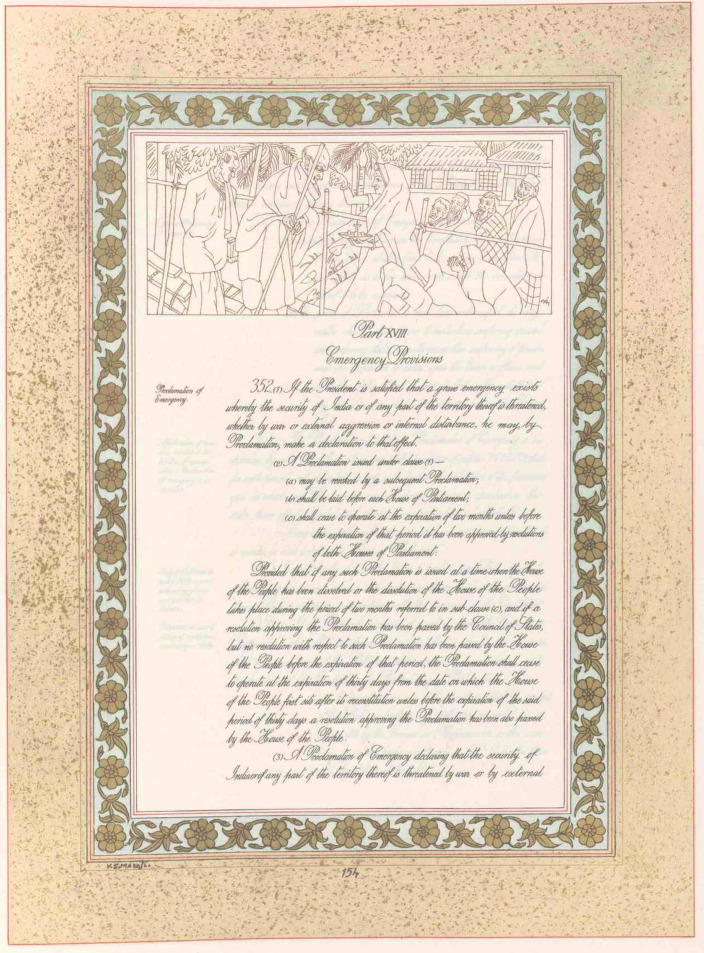 Part XVIII
Emergency Provisions
Proclamation of
Emergency.
352.(1) If the President is satisfied that a grave emergency exists
whereby the security of India or of any part of the territory thereof is threatened,
whether by war or external aggression or internal disturbance, he may, by
Proclamation, make a declaration to that effect.
(2) A Proclamation issued under clause (1) —
(a) may be revoked by a subsequent Proclamation;
(b) shall be laid before each House of Parliament;
(c) shall cease to operate at the expiration of two months unless before
the expiration of that period it has been approved by resolutions
of both Houses of Parliament:
Provided that if any such Proclamation is issued at a time when the House
of the People has been dissolved or the dissolution of the House of the People
takes place during the period of two months referred to in sub-clause (c), and if a
resolution approving the Proclamation has been passed by the Council of States,
but no resolution with respect to such Proclamation has been passed by the House
of the People before the expiration of that period, the Proclamation shall cease
to operate at the expiration of thirty days from the date on which the House
of the People first sits after its reconstitution unless before the expiration of the said
period of thirty days a resolution approving the Proclamation has been also passed
by the House of the People.
(3) A Proclamation of Emergency declaring that the security of
India or of any part of the territory thereof is threatened by war or by external
154